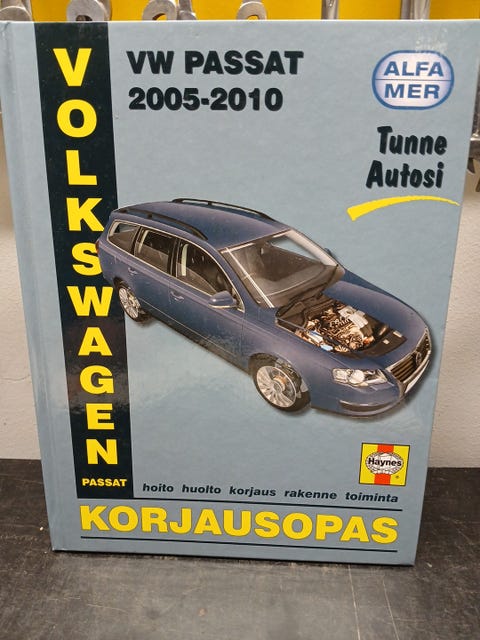 VOLKSWAGEN
PASSAT
VW PASSAT
2005-2010
ALFA
MER
Tunne
Autosi
Haynes
hoito huolto korjaus rakenne toiminta
KORJAUSOPAS